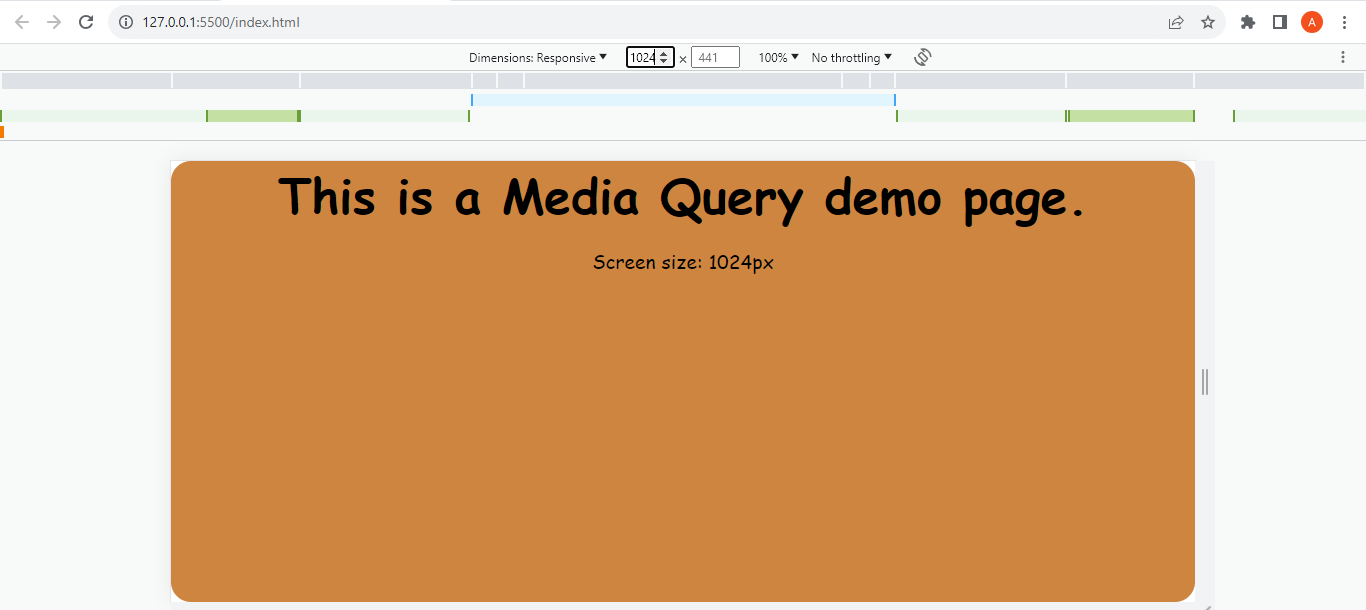 127.0.0.1:5500/index.html
A
Dimensions: Responsive 1024 × 441 100% No throttling
This is a Media Query demo page.
Screen size: 1024px